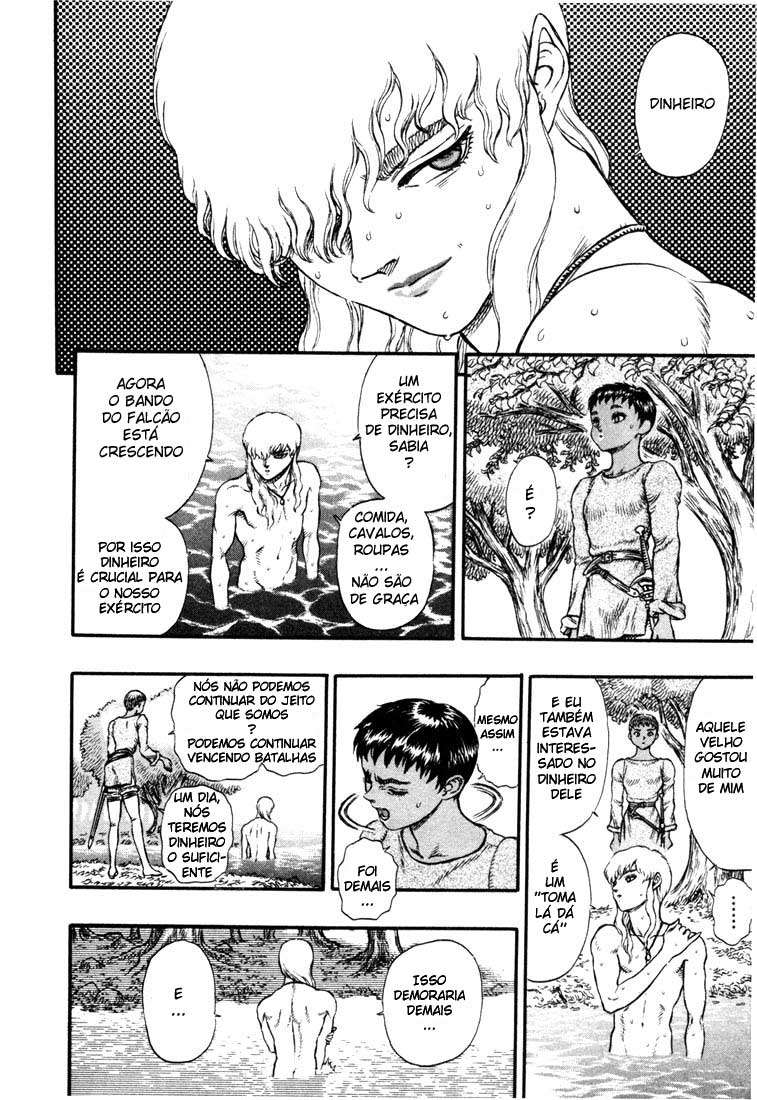 DINHEIRO
É
?
UM
EXÉRCITO
PRECISA
DE DINHEIRO,
SABIA
?
COMIDA,
CAVALOS,
ROUPAS
...
NÃO SÃO
DE GRAÇA
AGORA
O BANDO
DO FALCÃO
ESTÁ
CRESCENDO
POR ISSO
DINHEIRO
É CRUCIAL PARA
O NOSSO
EXÉRCITO
AQUELE
VELHO
GOSTOU
MUITO
DE MIM
E EU
TAMBÉM
ESTAVA
INTERES-
SADO NO
DINHEIRO
DELE
É
UM
"TOMA
LÁ DÁ
CÁ"
......
MESMO
ASSIM
...
FOI
DEMAIS
...
NÓS NÃO PODEMOS
CONTINUAR DO JEITO
QUE SOMOS
?
PODEMOS CONTINUAR
VENCENDO BATALHAS
UM DIA,
NÓS
TEREMOS
DINHEIRO
O SUFICI-
ENTE
ISSO
DEMORARIA
DEMAIS
...
E
...